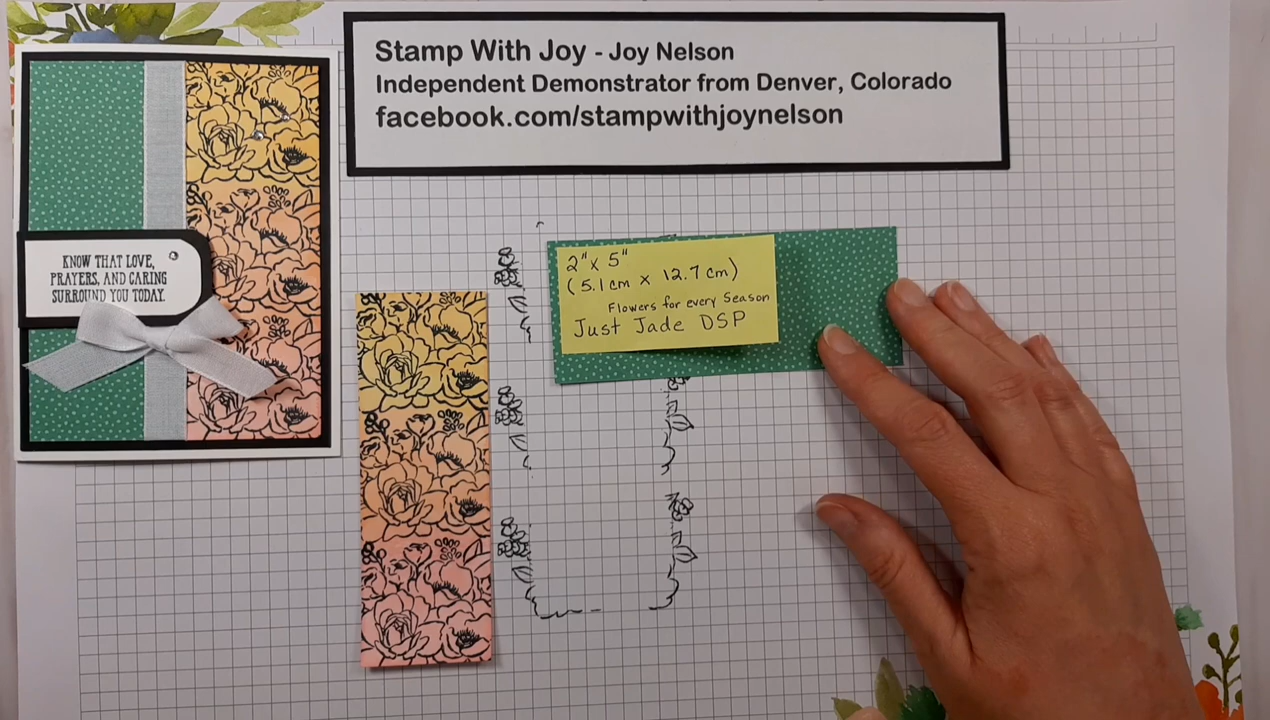 Stamp With Joy - Joy Nelson
Independent Demonstrator from Denver, Colorado
facebook.com/stampwithjoynelson
KNOW THAT LOVE,
PRAYERS, AND CARING
SURROUND YOU TODAY.
2" x 5"
(5.1 cm x 12.7 cm)
Flowers for every Season
Just Jade DSP